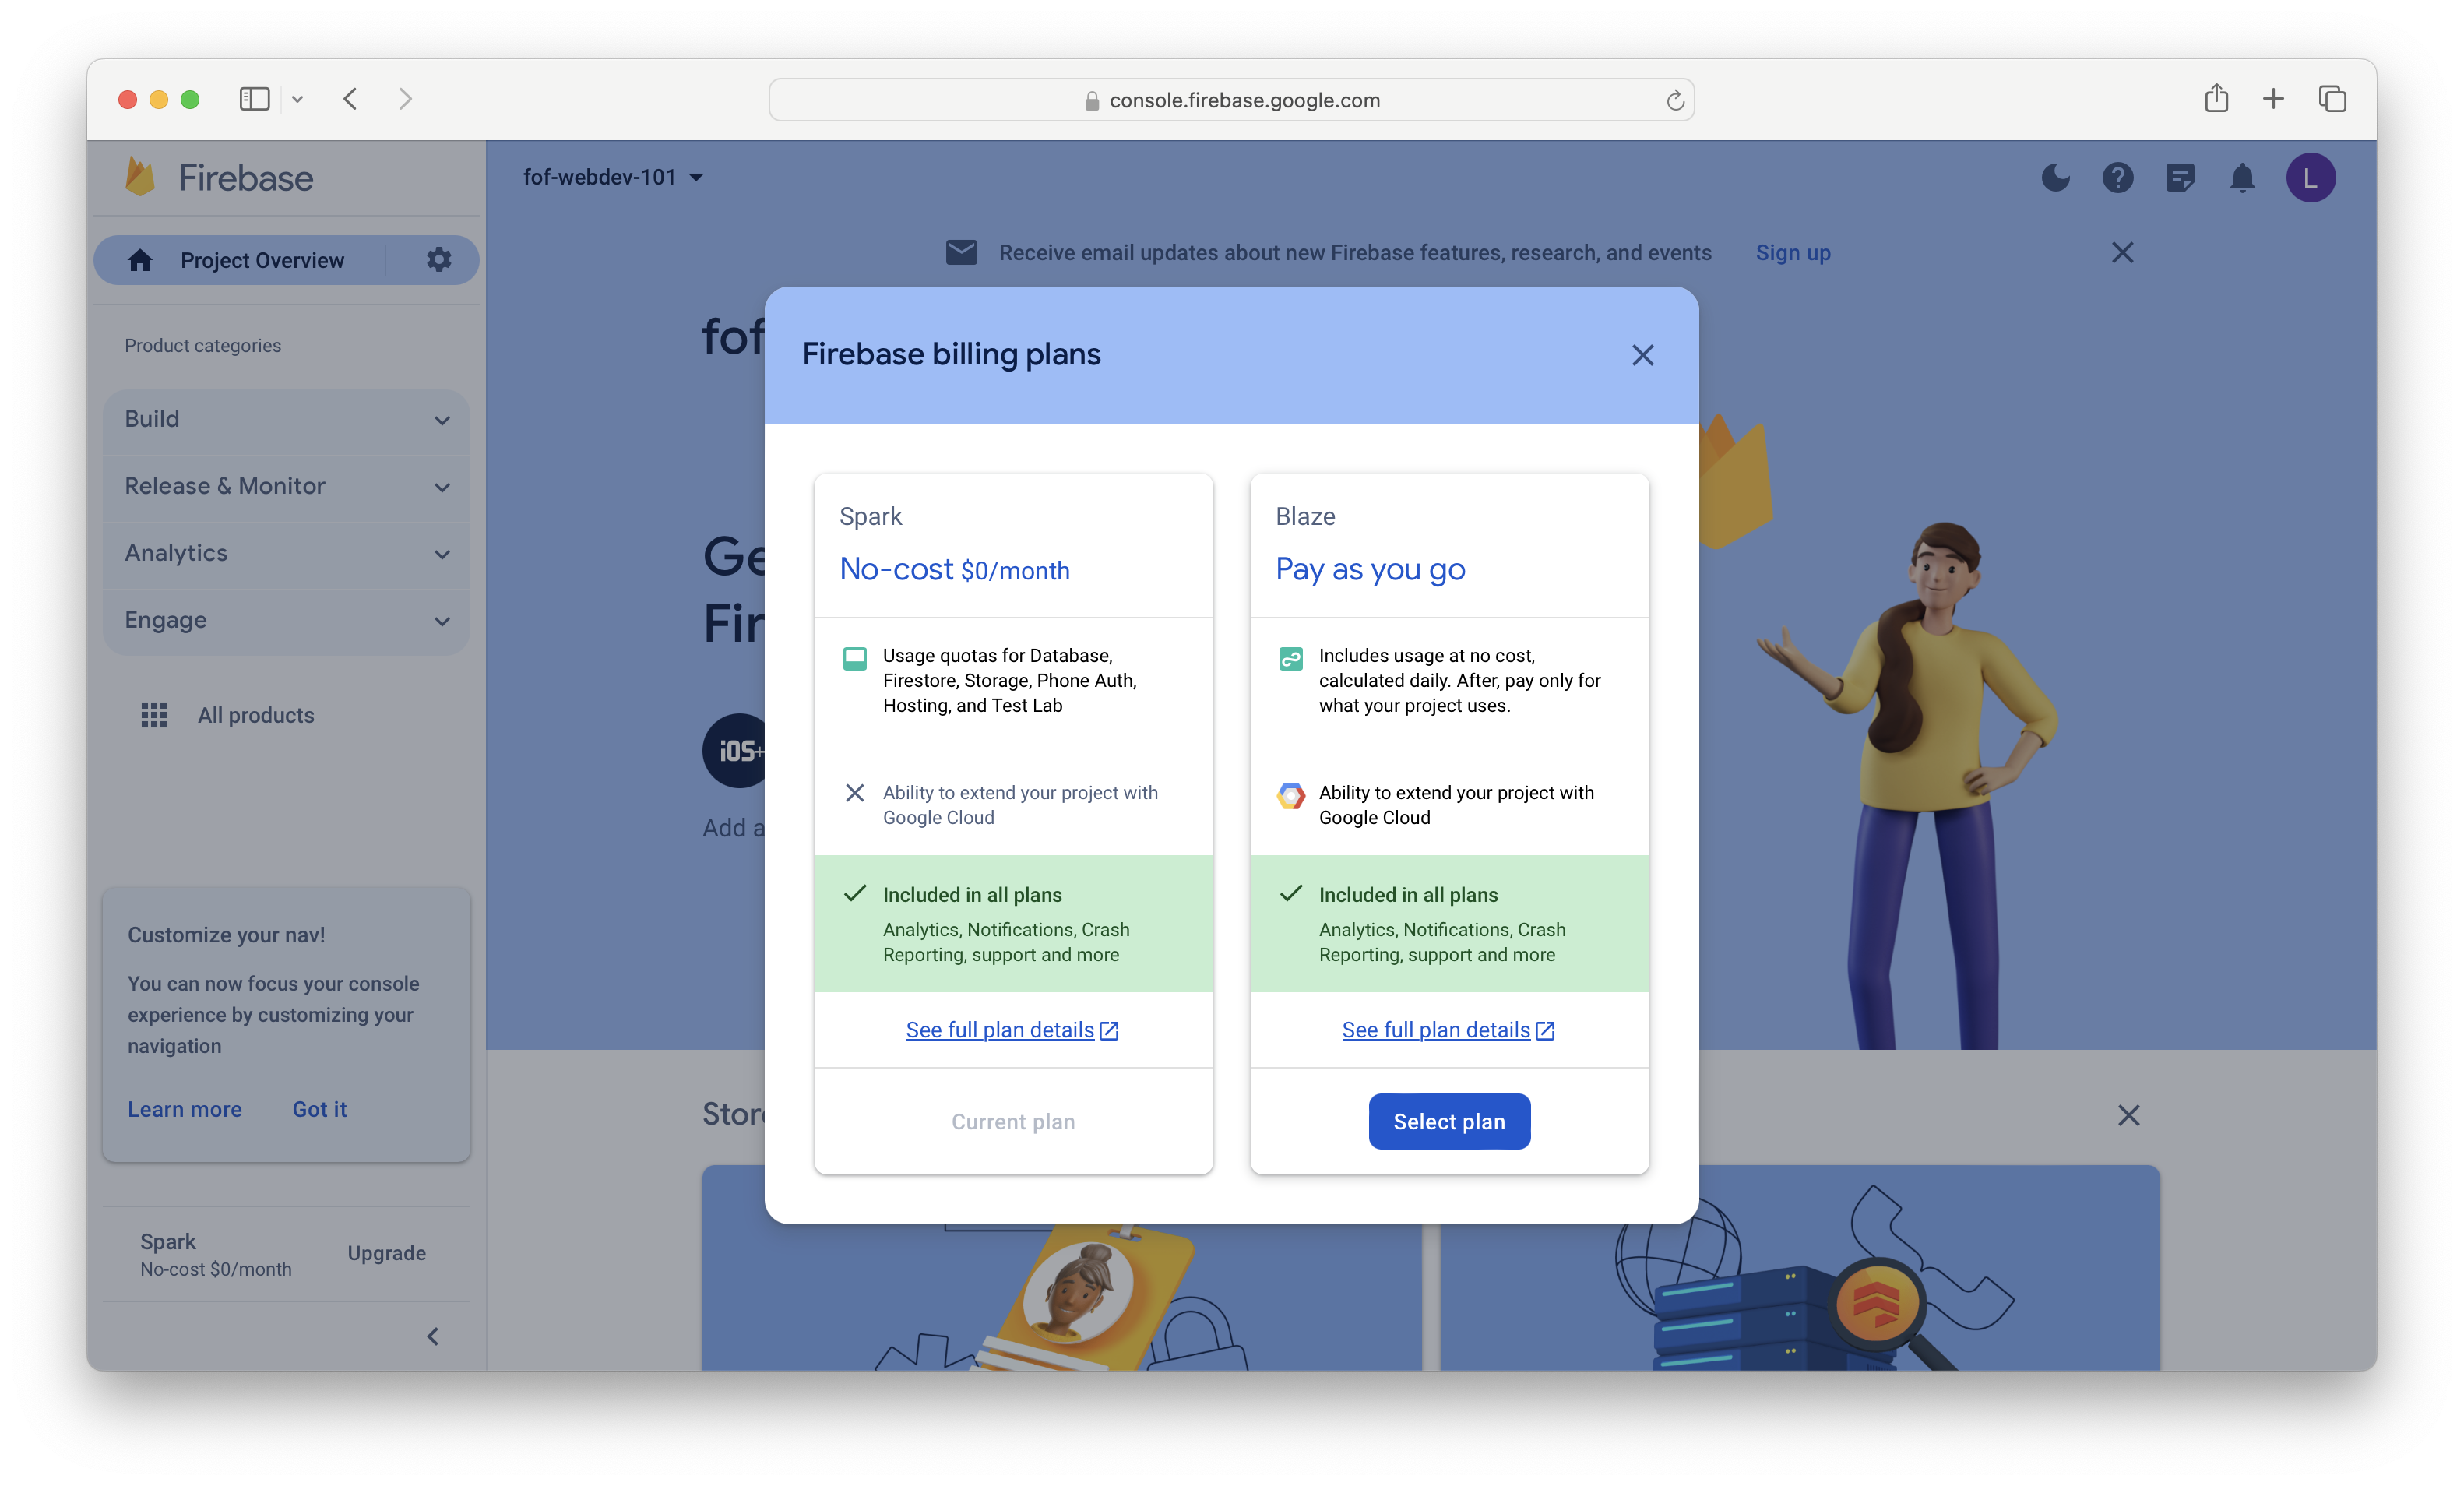 console.firebase.google.com
Firebase
fof-webdev-101
L
Project Overview
Receive email updates about new Firebase features, research, and events
Sign up
Product categories
Build
Release & Monitor
Analytics
Engage
All products
Customize your nav!
You can now focus your console
experience by customizing your
navigation
Learn more
Got it
Spark
No-cost $0/month
Upgrade
fof
iOS+
Add
Firebase billing plans
Spark
No-cost $0/month
Usage quotas for Database,
Firestore, Storage, Phone Auth,
Hosting, and Test Lab
Ability to extend your project with
Google Cloud
Included in all plans
Analytics, Notifications, Crash
Reporting, support and more
See full plan details
Current plan
Blaze
Pay as you go
Includes usage at no cost,
calculated daily. After, pay only for
what your project uses.
Ability to extend your project with
Google Cloud
Included in all plans
Analytics, Notifications, Crash
Reporting, support and more
See full plan details
Select plan